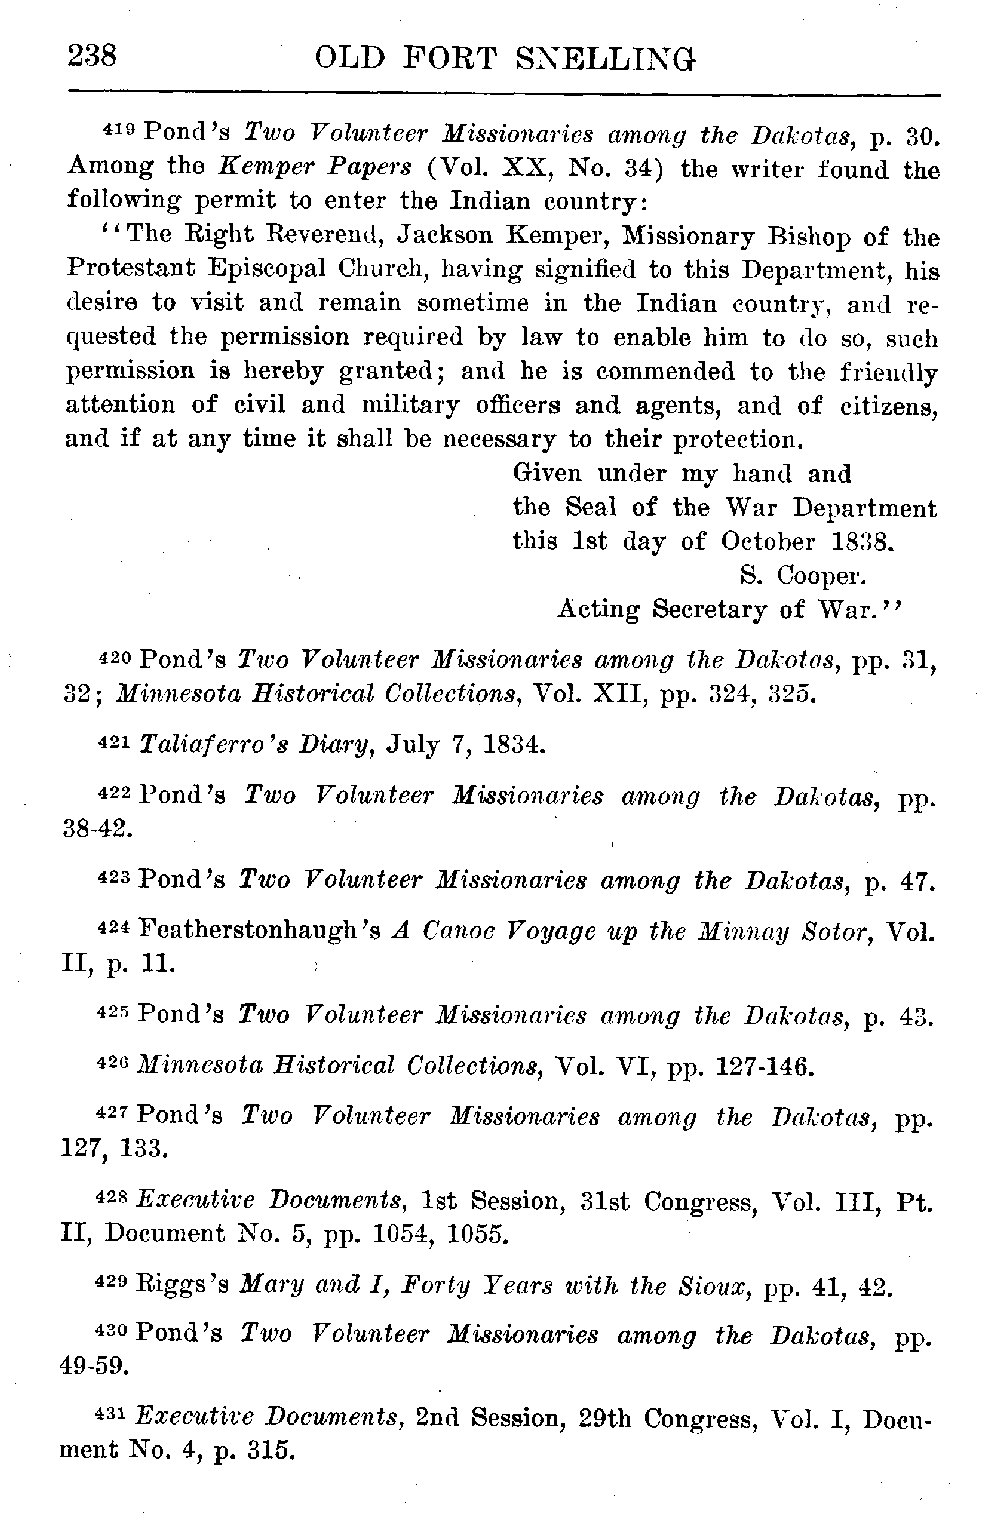 238 OLD FORT SNELLING
419 Pond's Two Volunteer Missionaries among the Dakotas, p. 30.
Among the Kemper Papers (Vol. XX, No. 34) the writer found the
following permit to enter the Indian country:
"The Right Reverend, Jackson Kemper, Missionary Bishop of the
Protestant Episcopal Church, having signified to this Department, his
desire to visit and remain sometime in the Indian country, and re-
quested the permission required by law to enable him to do so, such
permission is hereby granted; and he is commended to the friendly
attention of civil and military officers and agents, and of citizens,
and if at any time it shall be necessary to their protection.
Given under my hand and
the Seal of the War Department
this 1st day of October 1838.
S. Cooper.
Acting Secretary of War."
420 Pond's Two Volunteer Missionaries among the Dakotas, pp. 31,
32; Minnesota Historical Collections, Vol. XII, pp. 324, 325.
421 Taliaferro's Diary, July 7, 1834.
422 Pond's Two Volunteer Missionaries among the Dakotas, pp.
38-42.
423 Pond's Two Volunteer Missionaries among the Dakotas, p. 47.
424 Featherstonhaugh's A Canoe Voyage up the Minnay Sotor, Vol.
II, p. 11.
425 Pond's Two Volunteer Missionaries among the Dakotas, p. 43.
426 Minnesota Historical Collections, Vol. VI, pp. 127-146.
427 Pond's Two Volunteer Missionaries among the Dakotas, pp.
127, 133.
428 Executive Documents, 1st Session, 31st Congress, Vol. III, Pt.
II, Document No. 5, pp. 1054, 1055.
429 Riggs's Mary and I, Forty Years with the Sioux, pp. 41, 42.
430 Pond's Two Volunteer Missionaries among the Dakotas, pp.
49-59.
431 Executive Documents, 2nd Session, 29th Congress, Vol. I, Docu-
ment No. 4, p. 315.